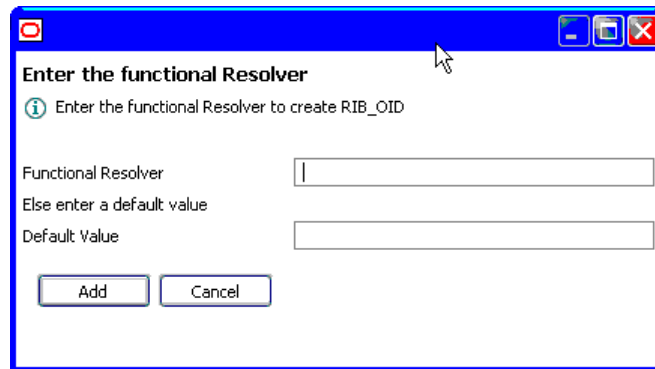 Enter the functional Resolver
Enter the functional Resolver to create RIB_OID
Functional Resolver
Else enter a default value
Default Value
Add Cancel